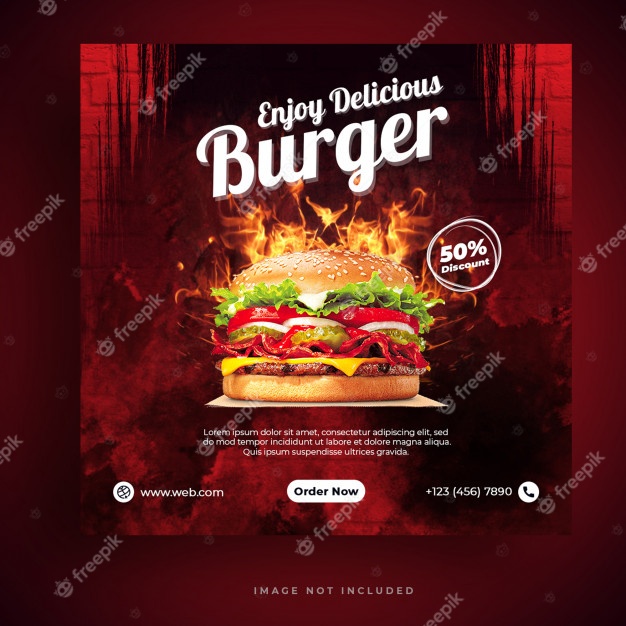 Enjoy Delicious
Burger
50%
Discount
Lorem ipsum dolor sit amet, consectetur adipiscing elit, sed
do eiusmod tempor incididunt ut labore et dolore magna aliqua.
Quis ipsum suspendisse ultrices gravida.
www.web.com
Order Now
+123 (456) 7890
IMAGE NOT INCLUDED
freepik